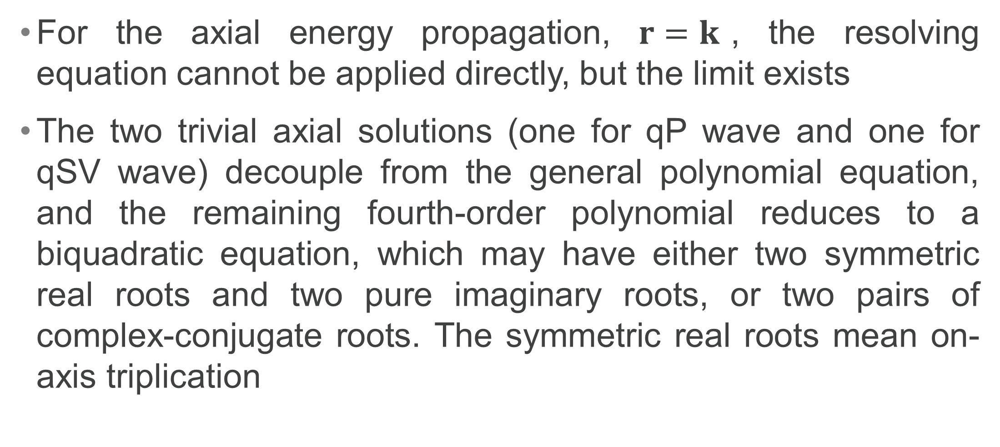 •For the axial energy propagation, 𝐫 = 𝐤 , the resolving
equation cannot be applied directly, but the limit exists
•The two trivial axial solutions (one for qP wave and one for
qSV wave) decouple from the general polynomial equation,
and the remaining fourth-order polynomial reduces to a
biquadratic equation, which may have either two symmetric
real roots and two pure imaginary roots, or two pairs of
complex-conjugate roots. The symmetric real roots mean on-
axis triplication